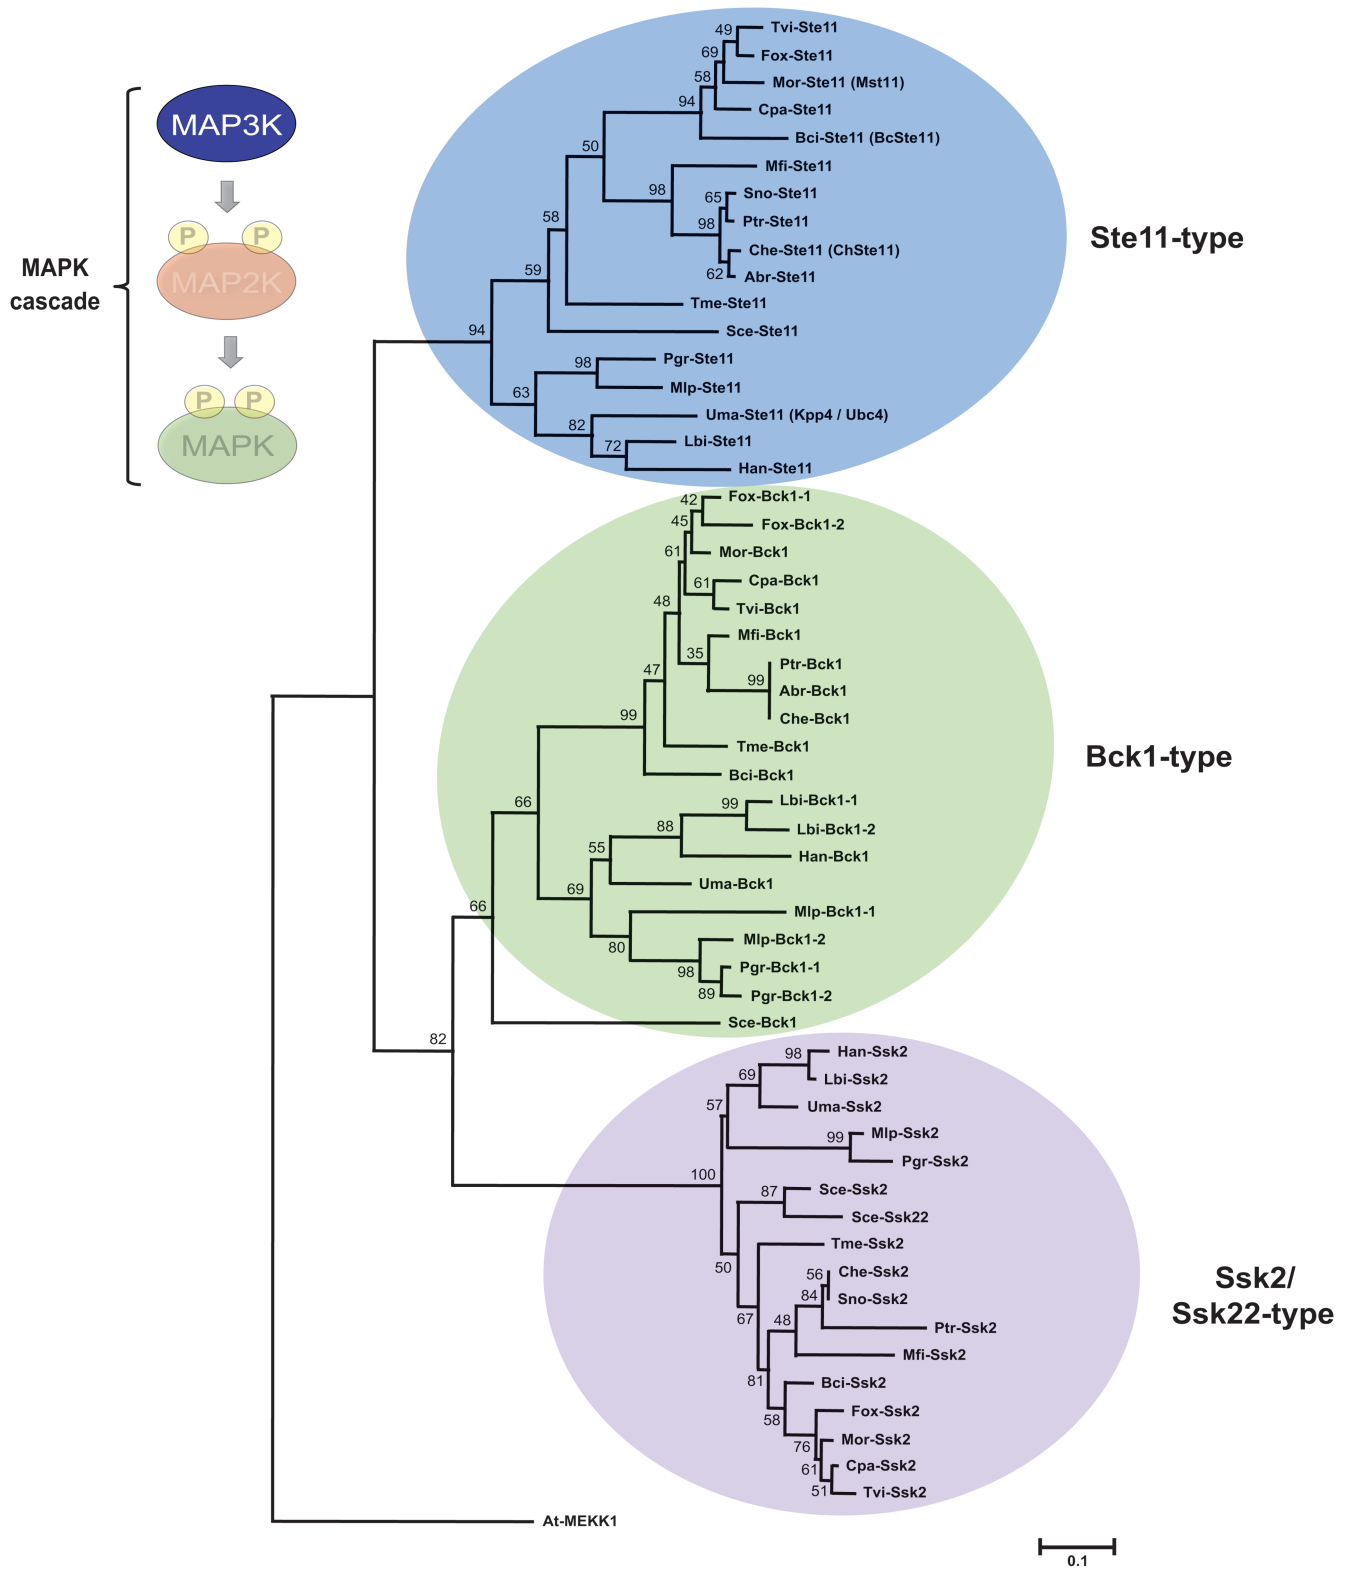 MAPK
cascade
MAP3K
P
P
MAP2K
P
P
MAPK
49
Tvi-Ste11
69
Fox-Ste11
58
Mor-Ste11 (Mst11)
94
Cpa-Ste11
Bci-Ste11 (BcSte11)
50
Mfi-Ste11
98
65
Sno-Ste11
98
Ptr-Ste11
58
Che-Ste11 (ChSte11)
62
Abr-Ste11
59
Tme-Ste11
94
Sce-Ste11
98
Pgr-Ste11
63
Mlp-Ste11
82
Uma-Ste11 (Kpp4 / Ubc4)
72
Lbi-Ste11
Han-Ste11
Ste11-type
42
Fox-Bck1-1
45
Fox-Bck1-2
61
Mor-Bck1
61
Cpa-Bck1
48
Tvi-Bck1
Mfi-Bck1
35
47
Ptr-Bck1
99
Abr-Bck1
99
Che-Bck1
Tme-Bck1
Bci-Bck1
66
99
Lbi-Bck1-1
88
Lbi-Bck1-2
55
Han-Bck1
69
Uma-Bck1
66
Mlp-Bck1-1
80
Mlp-Bck1-2
98
Pgr-Bck1-1
89
Pgr-Bck1-2
Sce-Bck1
Bck1-type
82
98
Han-Ssk2
69
Lbi-Ssk2
57
Uma-Ssk2
99
Mlp-Ssk2
Pgr-Ssk2
100
87
Sce-Ssk2
Sce-Ssk22
50
Tme-Ssk2
56
Che-Ssk2
84
Sno-Ssk2
67
48
Ptr-Ssk2
Mfi-Ssk2
81
Bci-Ssk2
58
Fox-Ssk2
76
Mor-Ssk2
61
Cpa-Ssk2
51
Tvi-Ssk2
Ssk2/
Ssk22-type
At-MEKK1
0.1